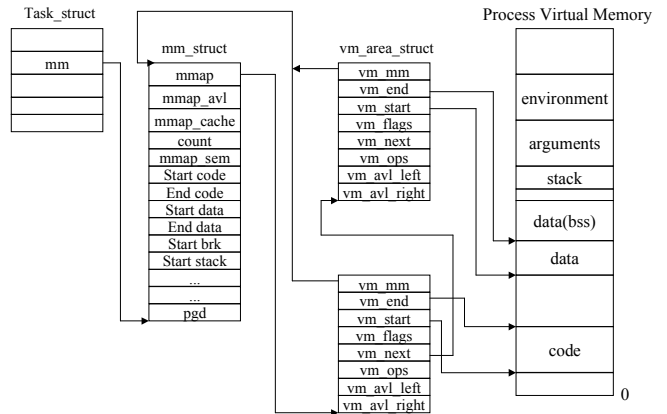 Task_struct
mm
mm_struct
mmap
mmap_avl
mmap_cache
count
mmap_sem
Start code
End code
Start data
End data
Start brk
Start stack
...
...
pgd
vm_area_struct
vm_mm
vm_end
vm_start
vm_flags
vm_next
vm_ops
vm_avl_left
vm_avl_right
vm_mm
vm_end
vm_start
vm_flags
vm_next
vm_ops
vm_avl_left
vm_avl_right
Process Virtual Memory
environment
arguments
stack
data(bss)
data
code
0